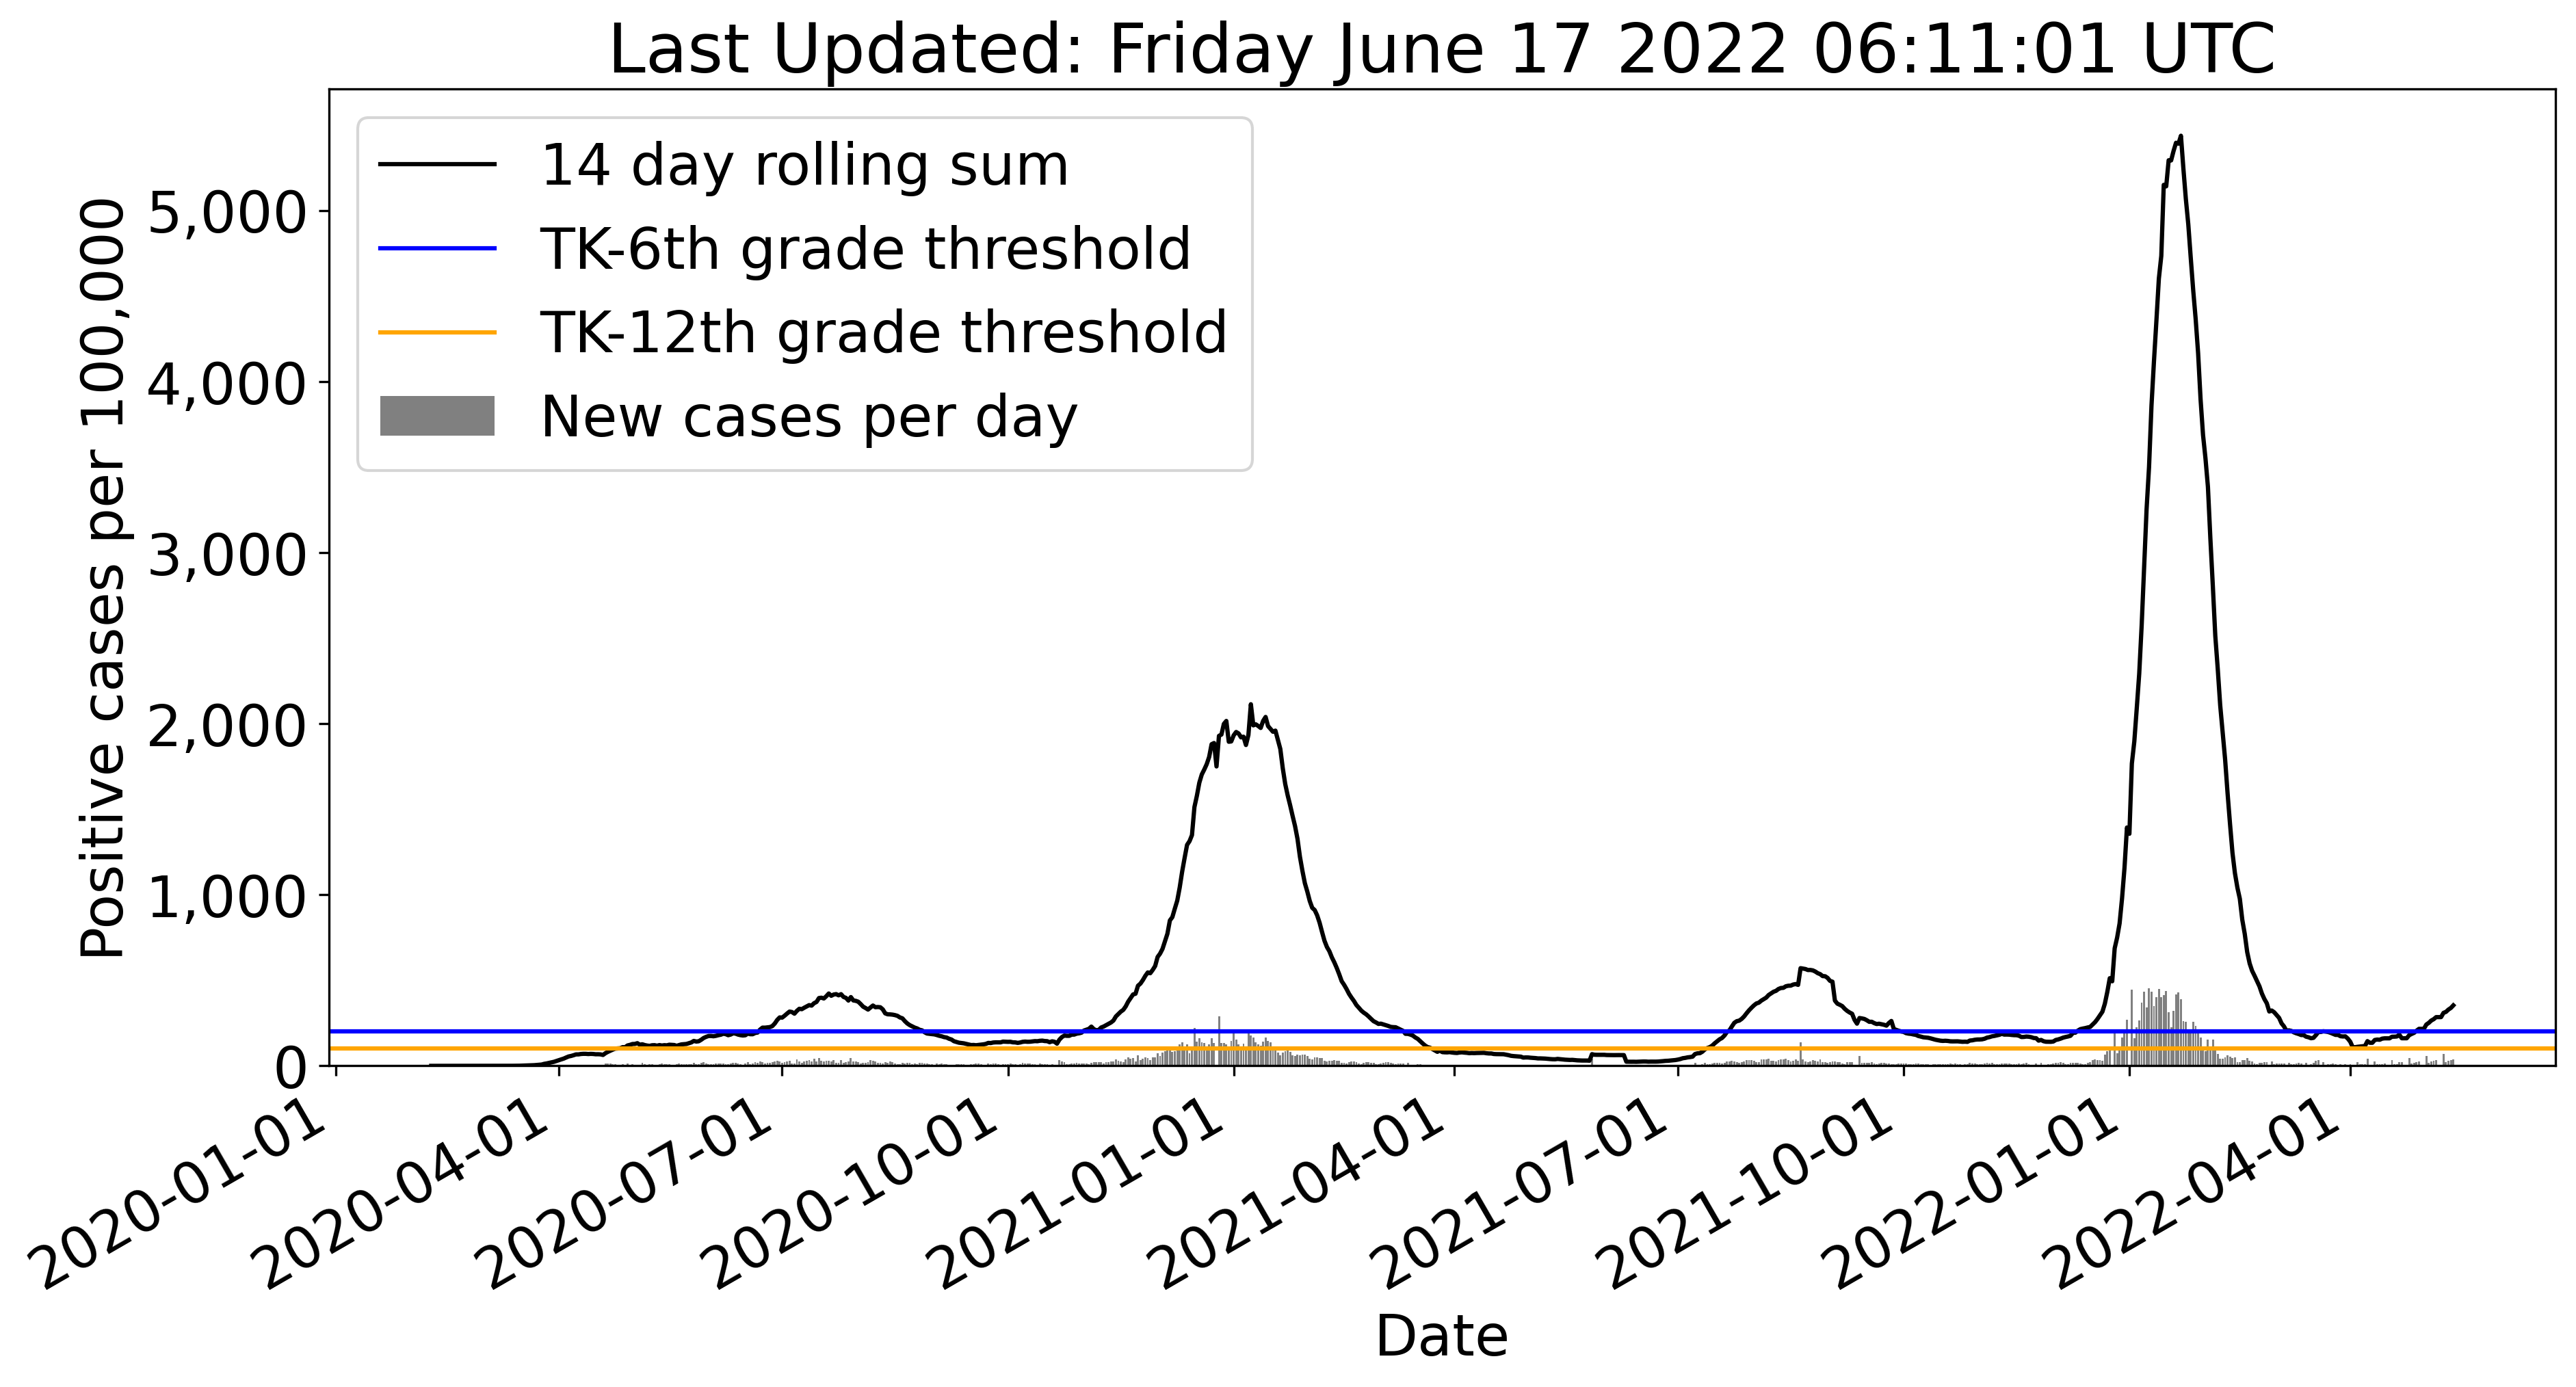 Last Updated: Friday June 17 2022 06:11:01 UTC
14 day rolling sum
TK-6th grade threshold
TK-12th grade threshold
New cases per day
Positive cases per 100,000
5,000
4,000
3,000
2,000
1,000
0
2020-01-01
2020-04-01
2020-07-01
2020-10-01
2021-01-01
2021-04-01
2021-07-01
2021-10-01
2022-01-01
2022-04-01
Date